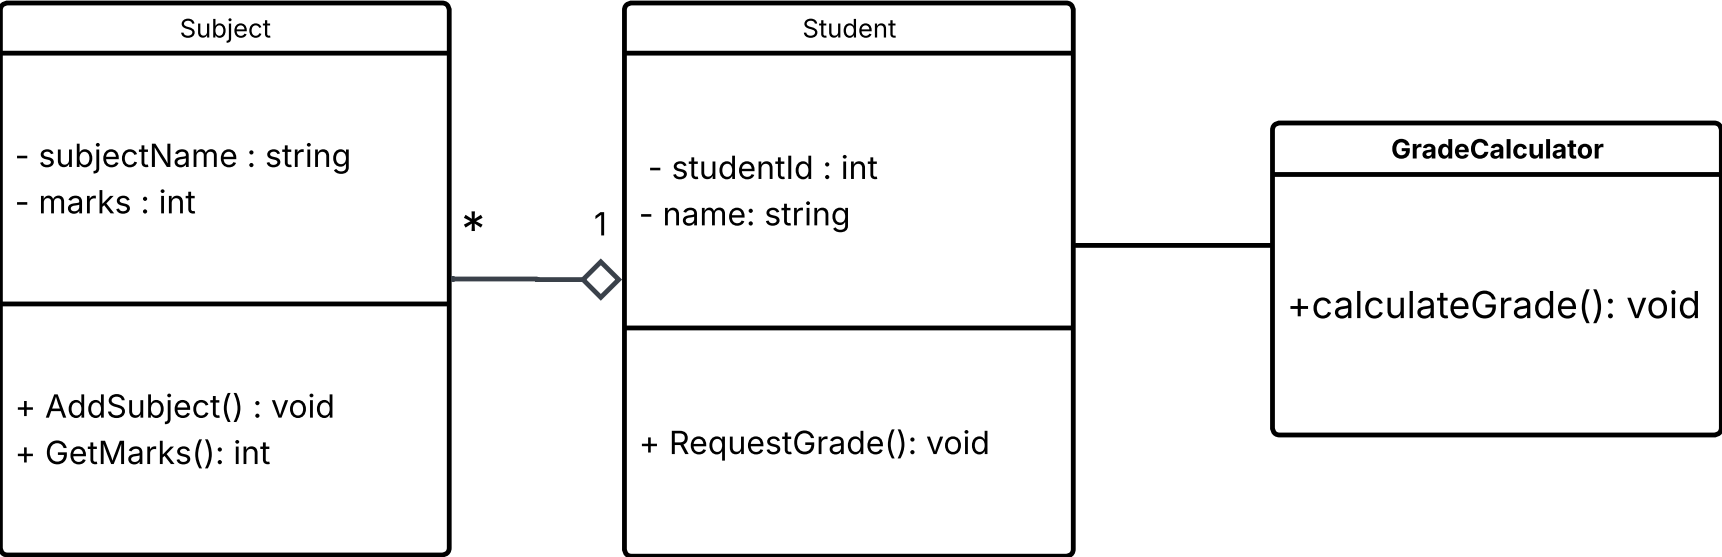 Subject
- subjectName : string
- marks : int
+ AddSubject() : void
+ GetMarks(): int
*
1
Student
- studentId : int
- name: string
+ RequestGrade(): void
GradeCalculator
+calculateGrade(): void